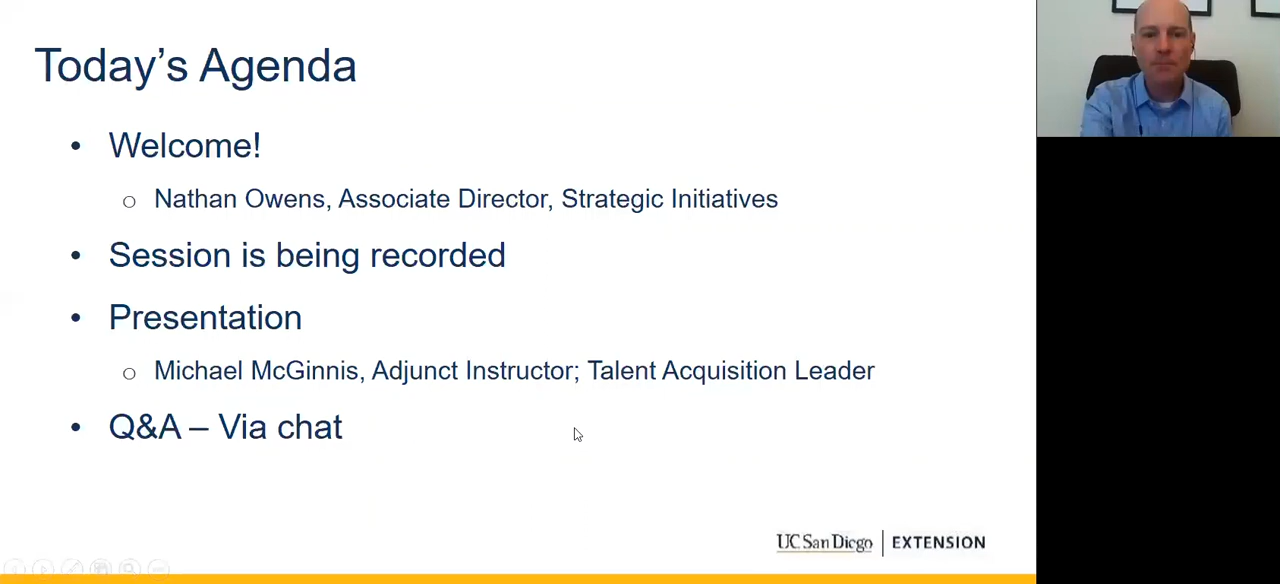 Today's Agenda
• Welcome!
○ Nathan Owens, Associate Director, Strategic Initiatives
• Session is being recorded
• Presentation
○ Michael McGinnis, Adjunct Instructor; Talent Acquisition Leader
• Q&A – Via chat
UC San Diego | EXTENSION